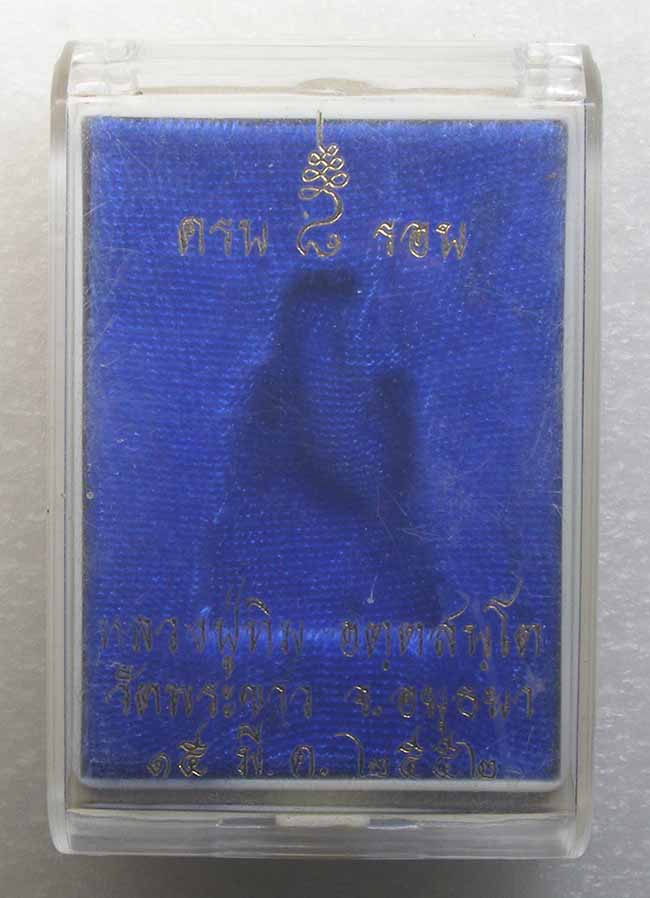 ครบ ๘ รอบ
หลวงปู่ทิม อตฺตสนฺโต
วัดพระขาว จ.อยุธยา
๑๕ มี.ค. ๒๕๕๒